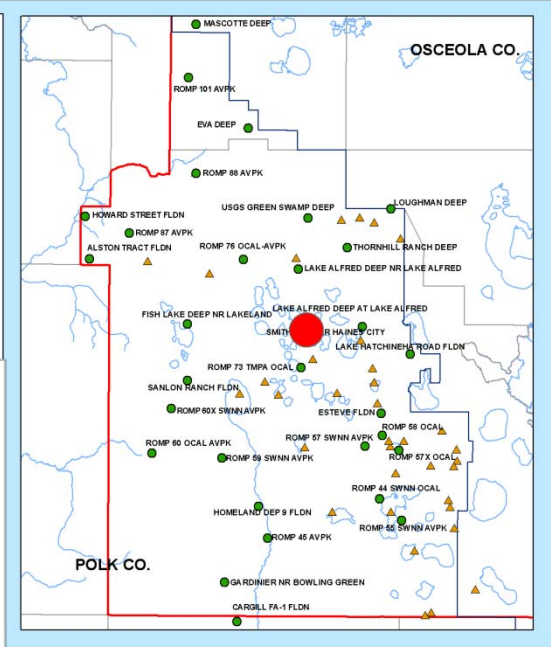 MASCOTTE DEEP
OSCEOLA CO.
ROMP 101 AVPK
EVA DEEP
ROMP 88 AVPK
LOUGHMAN DEEP
USGS GREEN SWAMP DEEP
HOWARD STREET FLDN
ROMP 87 AVPK
ALSTON TRACT FLDN
ROMP 76 OCAL-AVPK
THORNHILL RANCH DEEP
LAKE ALFRED DEEP NR LAKE ALFRED
LAKE ALFRED DEEP AT LAKE ALFRED
FISH LAKE DEEP NR LAKELAND
SMITH R HAINES CITY
LAKE HATCHINEHA ROAD FLDN
ROMP 73 TMPA OCAL
SANLON RANCH FLDN
ROMP 60X SWNN AVPK
ESTEVE FLDN
ROMP 58 OCAL
ROMP 57 SWNN AVPK
ROMP 60 OCAL AVPK
ROMP 59 SWNN AVPK
ROMP 57X OCAL
ROMP 44 SWNN OCAL
HOMELAND DEP 9 FLDN
ROMP 55 SWNN AVPK
ROMP 45 AVPK
POLK CO.
GARDINIER NR BOWLING GREEN
CARGILL FA-1 FLDN